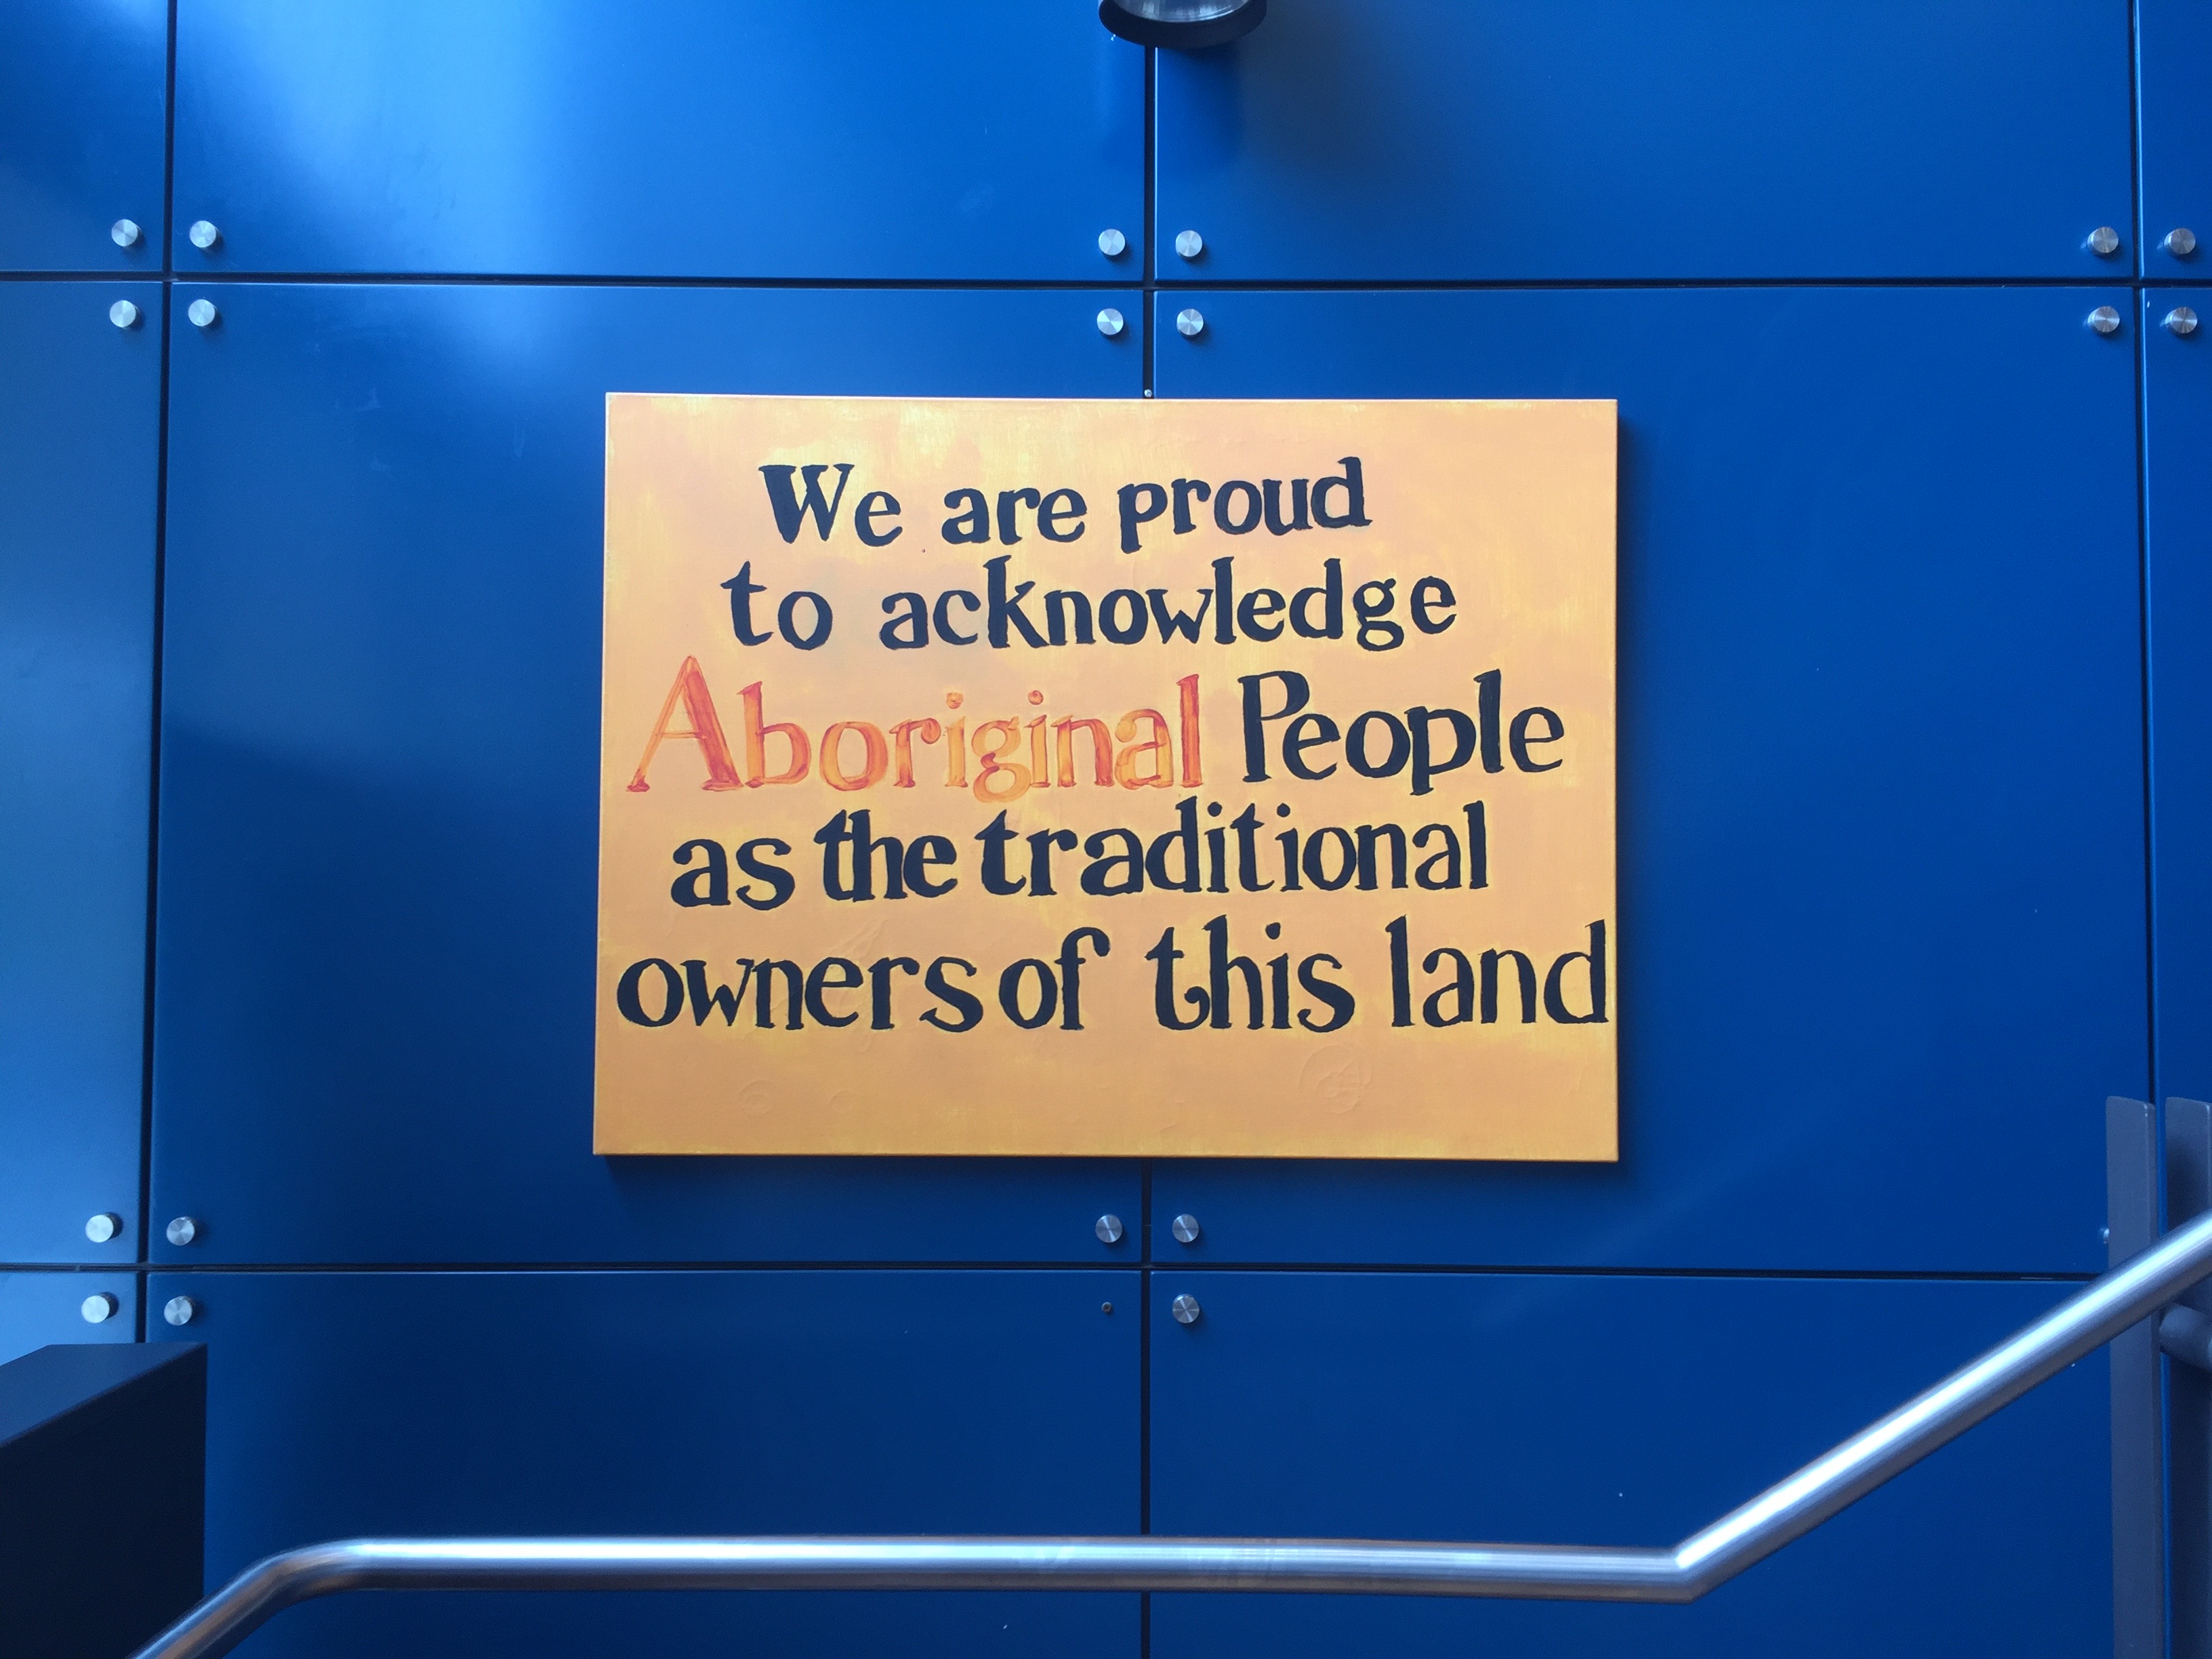 We are proud
to acknowledge
Aboriginal People
as the traditional
owners of this land